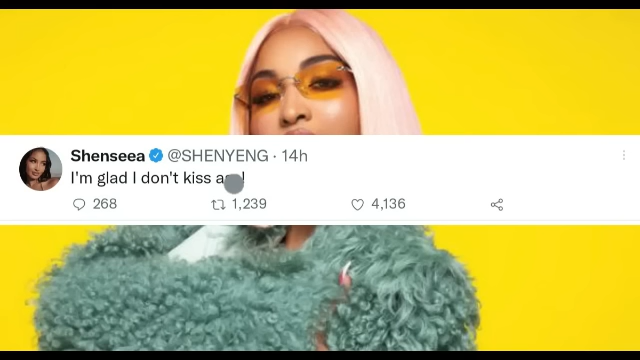 Shenseea @SHENYENG · 14h
I'm glad I don't kiss
268 1,239 4,136